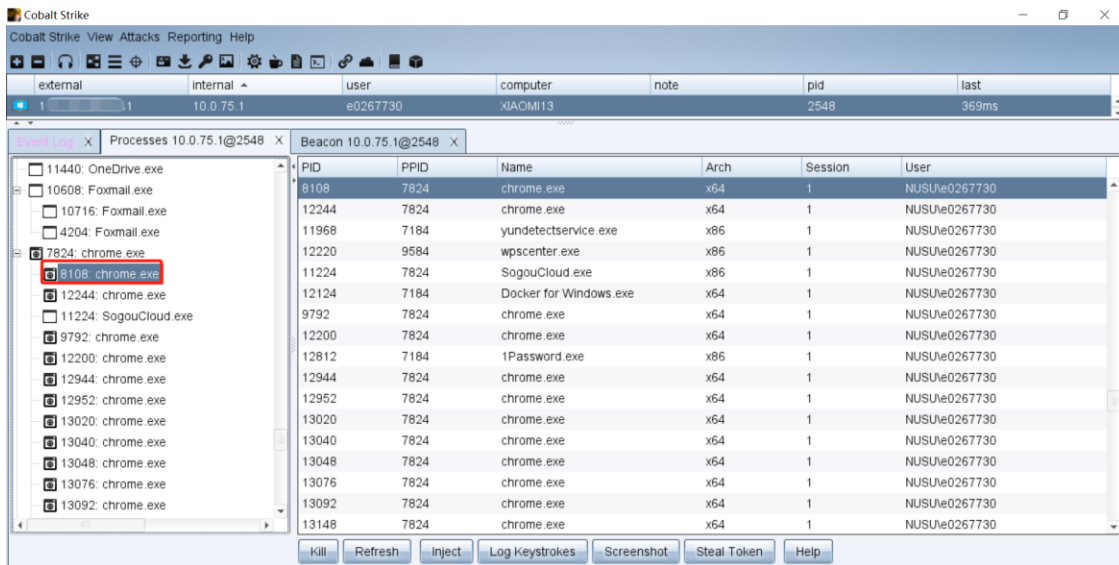 Cobalt Strike
Cobalt Strike View Attacks Reporting Help
external internal user computer note pid last
10.0.75.1 e0267730 XIAOMI13 2548 369ms
Event Log X Processes 10.0.75.1@2548 X Beacon 10.0.75.1@2548 X
11440: OneDrive.exe
10608: Foxmail.exe
10716: Foxmail.exe
4204: Foxmail.exe
7824: chrome.exe
8108: chrome.exe
12244: chrome.exe
11224: SogouCloud.exe
9792: chrome.exe
12200: chrome.exe
12944: chrome.exe
12952: chrome.exe
13020: chrome.exe
13040: chrome.exe
13048: chrome.exe
13076: chrome.exe
13092: chrome.exe
PID PPID Name Arch Session User
8108 7824 chrome.exe x64 1 NUSU\e0267730
12244 7824 chrome.exe x64 1 NUSU\e0267730
11968 7184 yundetectservice.exe x86 1 NUSU\e0267730
12220 9584 wpscenter.exe x86 1 NUSU\e0267730
11224 7824 SogouCloud.exe x86 1 NUSU\e0267730
12124 7184 Docker for Windows.exe x64 1 NUSU\e0267730
9792 7824 chrome.exe x64 1 NUSU\e0267730
12200 7824 chrome.exe x64 1 NUSU\e0267730
12812 7184 1Password.exe x86 1 NUSU\e0267730
12944 7824 chrome.exe x64 1 NUSU\e0267730
12952 7824 chrome.exe x64 1 NUSU\e0267730
13020 7824 chrome.exe x64 1 NUSU\e0267730
13040 7824 chrome.exe x64 1 NUSU\e0267730
13048 7824 chrome.exe x64 1 NUSU\e0267730
13076 7824 chrome.exe x64 1 NUSU\e0267730
13092 7824 chrome.exe x64 1 NUSU\e0267730
13148 7824 chrome.exe x64 1 NUSU\e0267730
Kill Refresh Inject Log Keystrokes Screenshot Steal Token Help